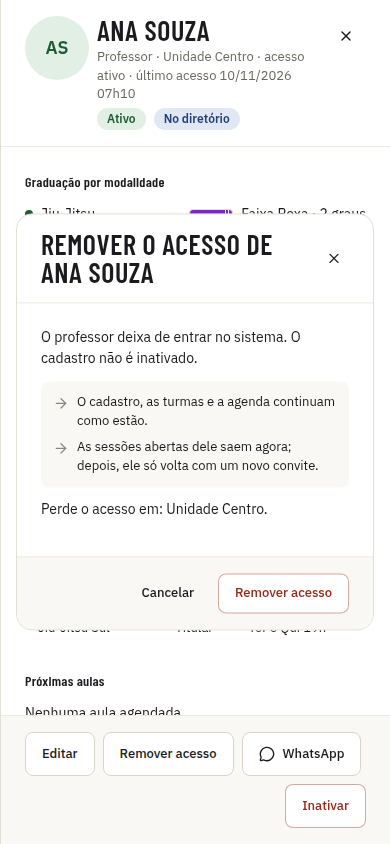 AS
ANA SOUZA
Professor · Unidade Centro · acesso
ativo · último acesso 10/11/2026
07h10
Ativo
No diretório
Graduação por modalidade
Jiu-Jitsu
Faixa Roxa · 2 graus
REMOVER O ACESSO DE
ANA SOUZA
O professor deixa de entrar no sistema. O
cadastro não é inativado.
O cadastro, as turmas e a agenda continuam
como estão.
As sessões abertas dele saem agora;
depois, ele só volta com um novo convite.
Perde o acesso em: Unidade Centro.
Cancelar
Remover acesso
Titular
Próximas aulas
Nenhuma aula agendada
Editar
Remover acesso
WhatsApp
Inativar